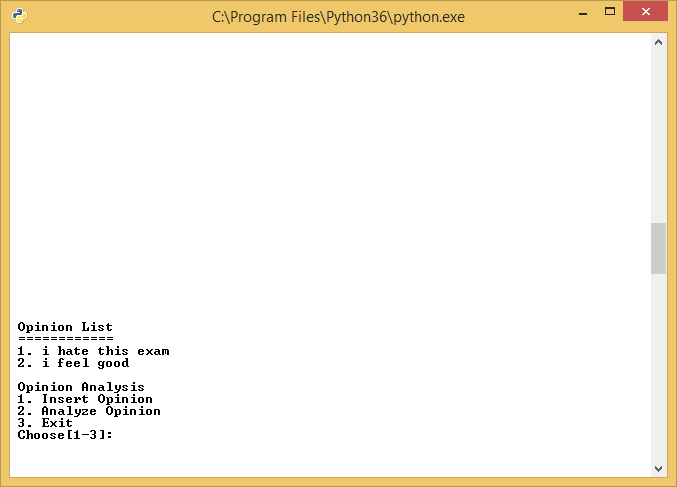 C:\Program Files\Python36\python.exe
Opinion List
============
1. i hate this exam
2. i feel good
Opinion Analysis
1. Insert Opinion
2. Analyze Opinion
3. Exit
Choose[1-3]: